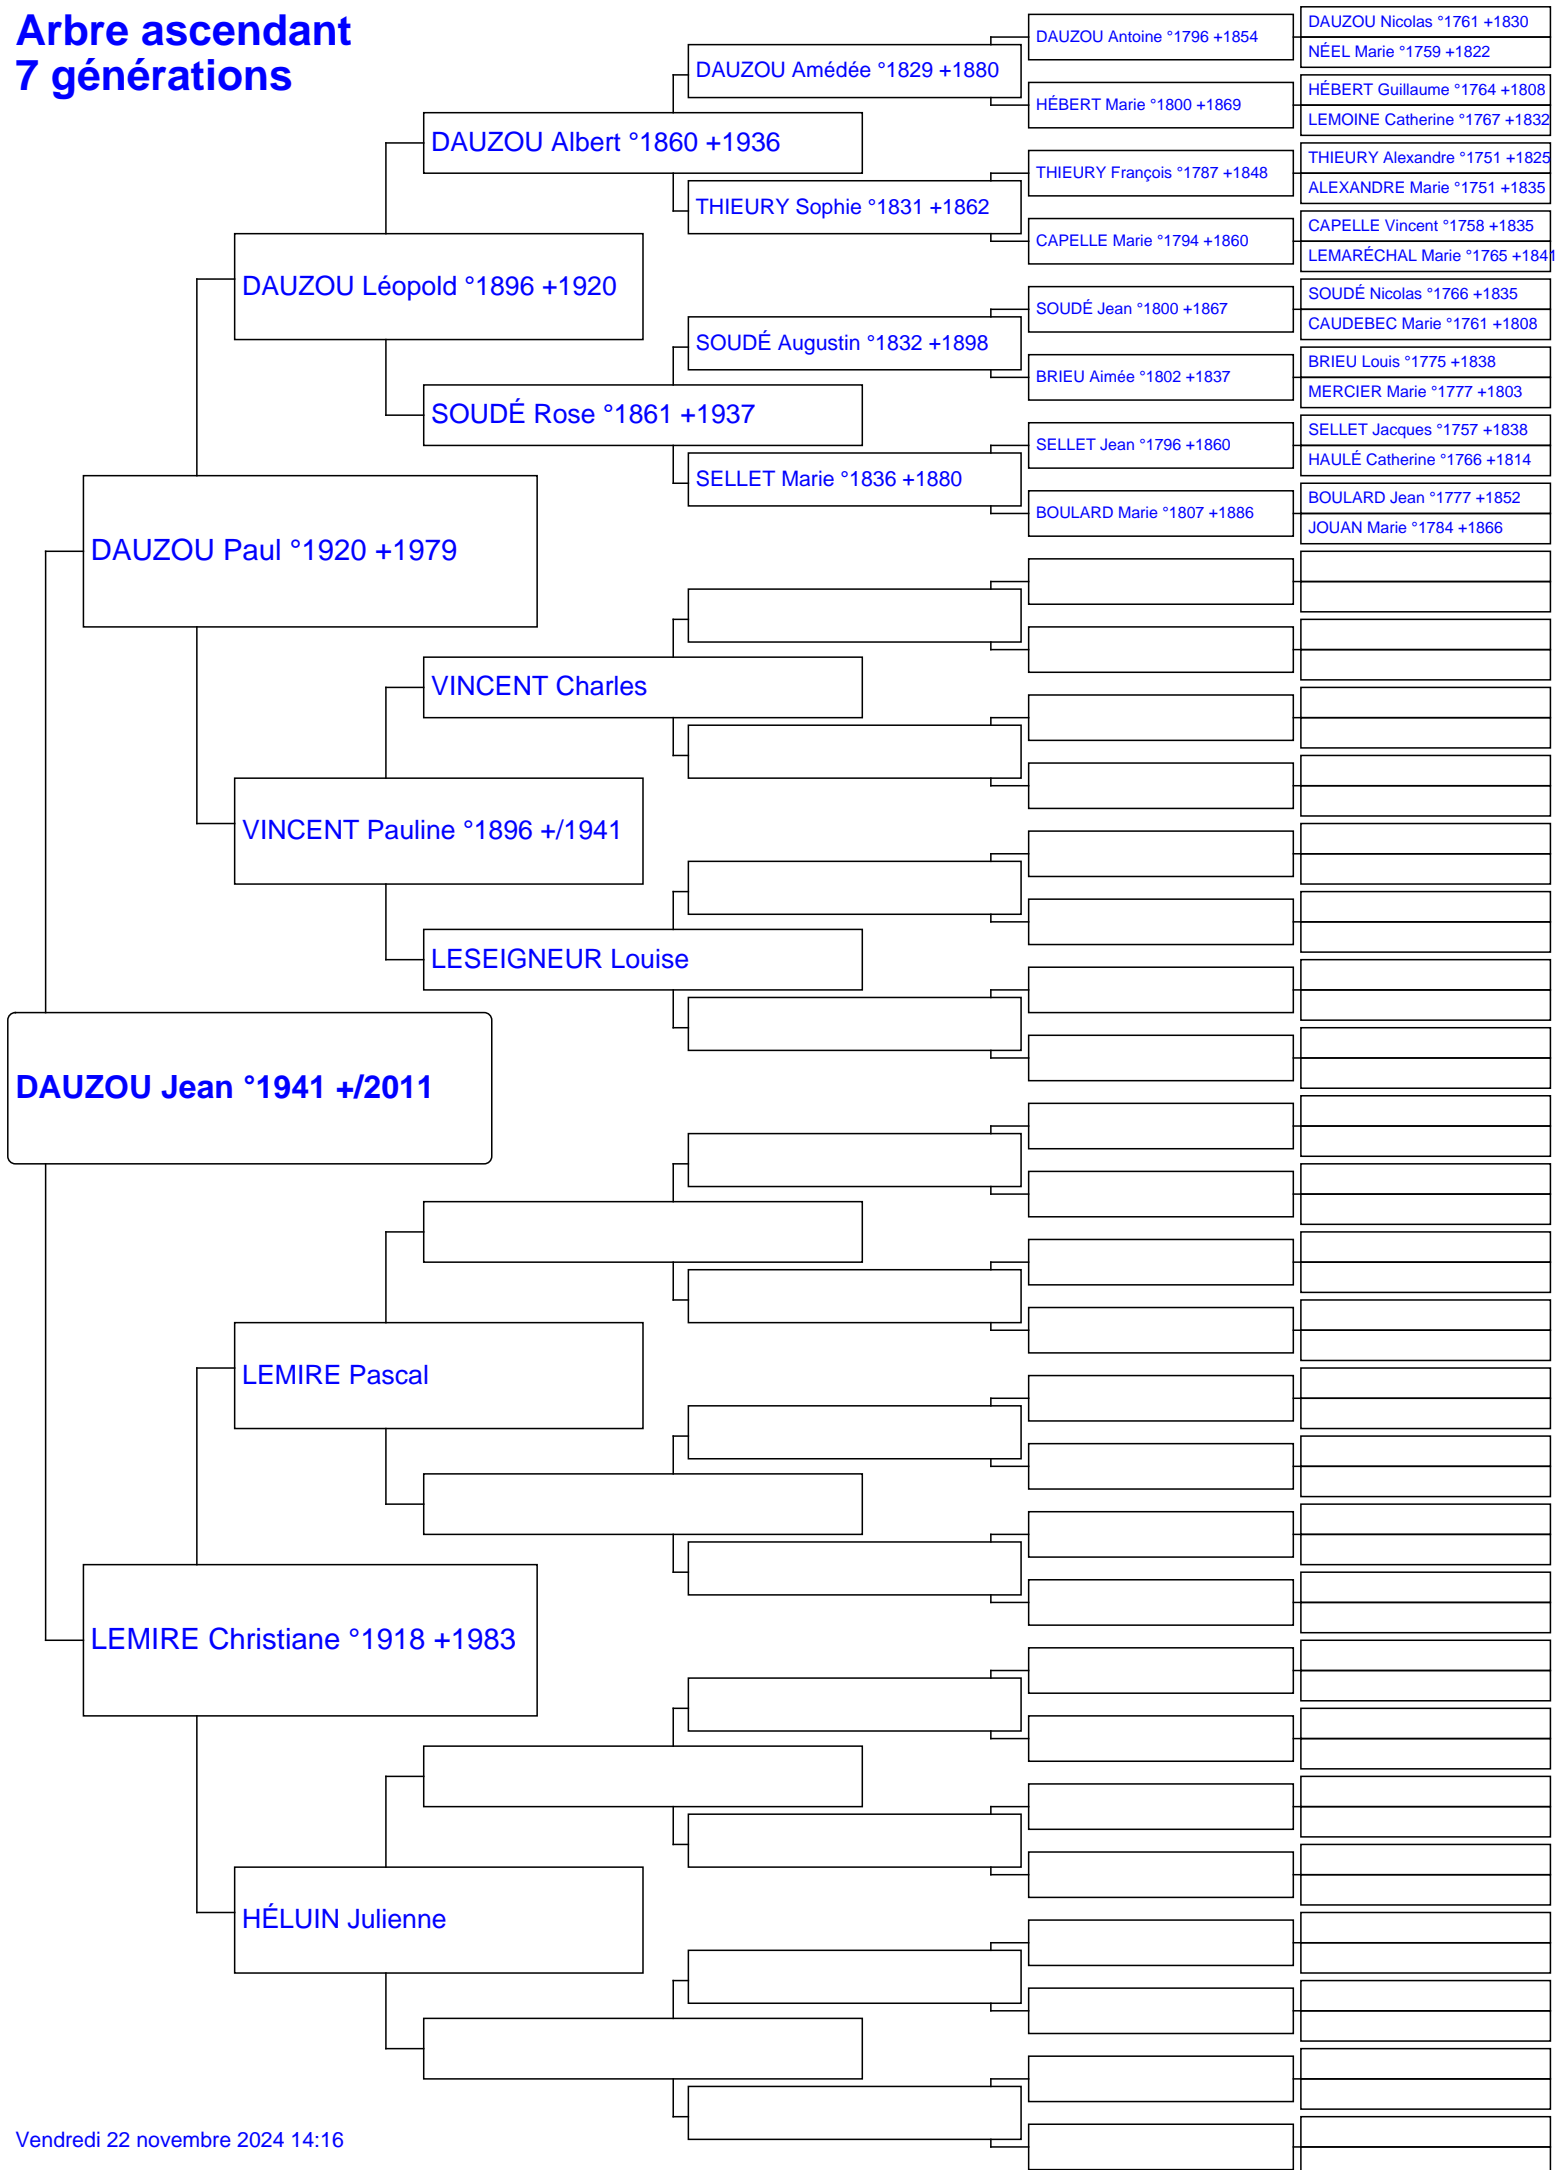 Arbre ascendant
7 générations
DAUZOU Jean °1941 +/2011
DAUZOU Paul °1920 +1979
LEMIRE Christiane °1918 +1983
DAUZOU Léopold °1896 +1920
VINCENT Pauline °1896 +/1941
LEMIRE Pascal
HÉLUIN Julienne
DAUZOU Albert °1860 +1936
SOUDÉ Rose °1861 +1937
VINCENT Charles
LESEIGNEUR Louise
DAUZOU Amédée °1829 +1880
THIEURY Sophie °1831 +1862
SOUDÉ Augustin °1832 +1898
SELLET Marie °1836 +1880
DAUZOU Antoine °1796 +1854
HÉBERT Marie °1800 +1869
THIEURY François °1787 +1848
CAPELLE Marie °1794 +1860
SOUDÉ Jean °1800 +1867
BRIEU Aimée °1802 +1837
SELLET Jean °1796 +1860
BOULARD Marie °1807 +1886
DAUZOU Nicolas °1761 +1830
NÉEL Marie °1759 +1822
HÉBERT Guillaume °1764 +1808
LEMOINE Catherine °1767 +1832
THIEURY Alexandre °1751 +1825
ALEXANDRE Marie °1751 +1835
CAPELLE Vincent °1758 +1835
LEMARÉCHAL Marie °1765 +1841
SOUDÉ Nicolas °1766 +1835
CAUDEBEC Marie °1761 +1808
BRIEU Louis °1775 +1838
MERCIER Marie °1777 +1803
SELLET Jacques °1757 +1838
HAULÉ Catherine °1766 +1814
BOULARD Jean °1777 +1852
JOUAN Marie °1784 +1866
Vendredi 22 novembre 2024 14:16